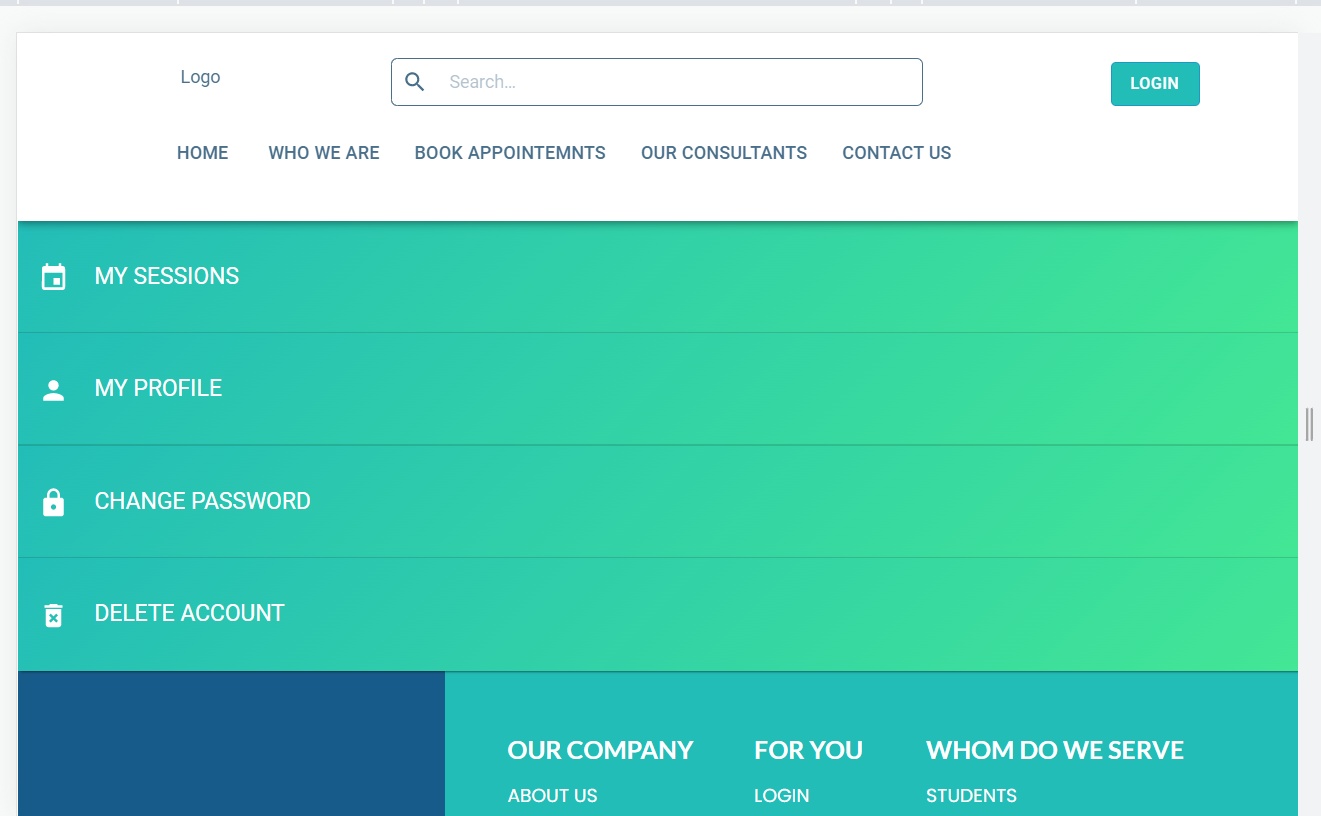 Logo
Search...
LOGIN
HOME WHO WE ARE BOOK APPOINTEMNTS OUR CONSULTANTS CONTACT US
MY SESSIONS
MY PROFILE
CHANGE PASSWORD
DELETE ACCOUNT
OUR COMPANY FOR YOU WHOM DO WE SERVE
ABOUT US LOGIN STUDENTS